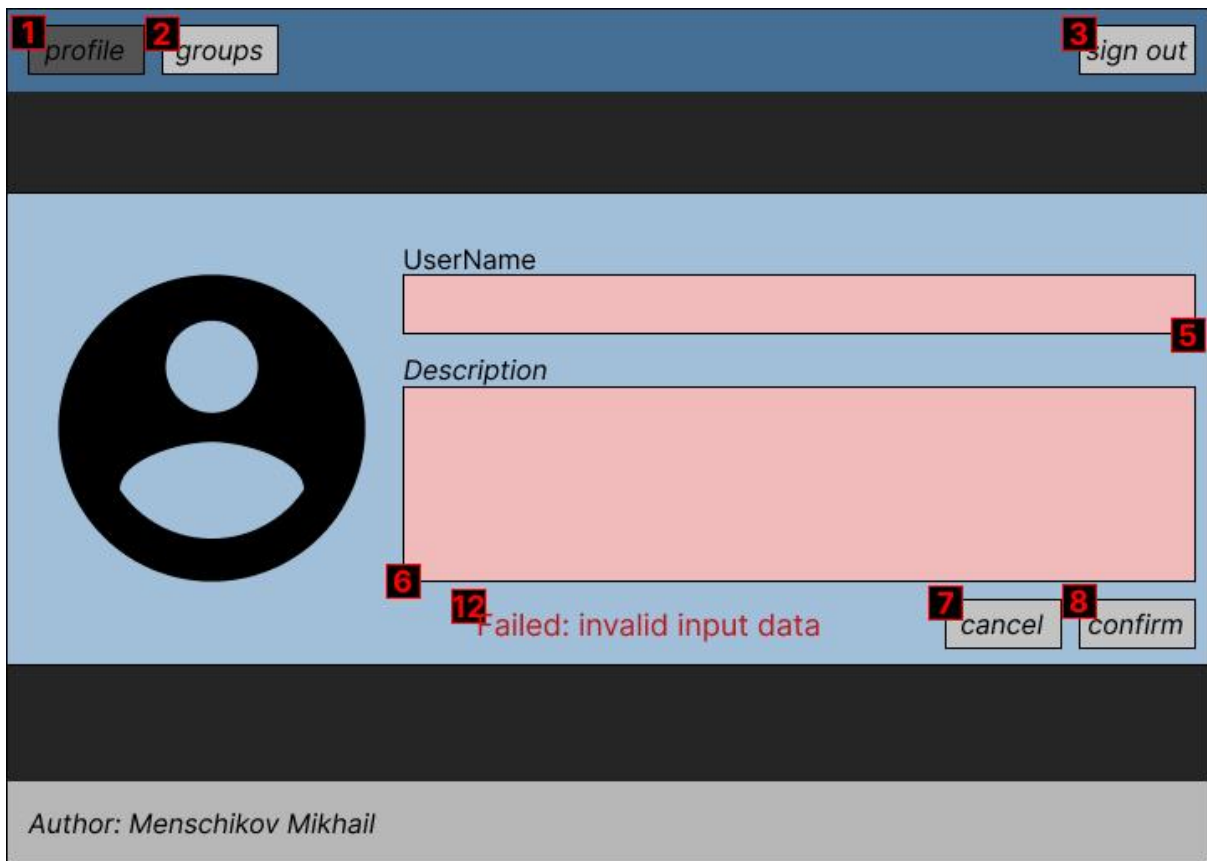 1 profile 2 groups 3 sign out
UserName
5
Description
6
12 Failed: invalid input data 7 cancel 8 confirm
Author: Menschikov Mikhail